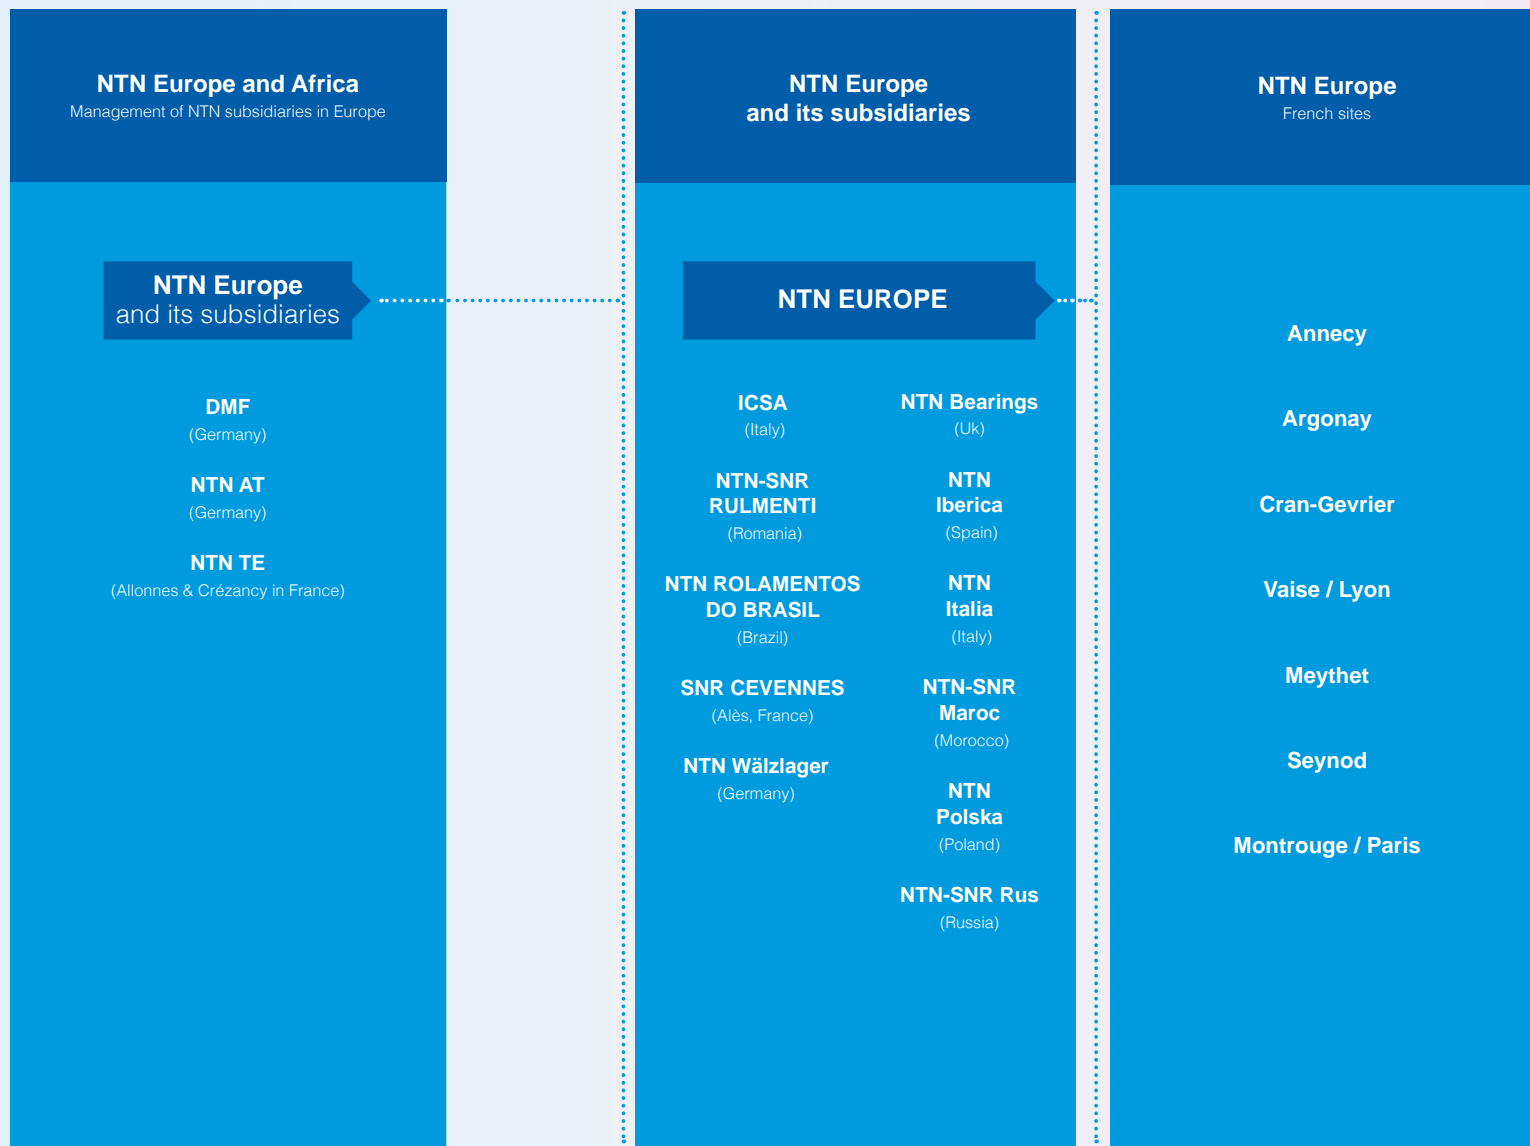 NTN Europe and Africa
Management of NTN subsidiaries in Europe
NTN Europe
and its subsidiaries
DMF
(Germany)
NTN AT
(Germany)
NTN TE
(Allonnes & Crézancy in France)
NTN Europe
and its subsidiaries
NTN EUROPE
ICSA
(Italy)
NTN-SNR
RULMENTI
(Romania)
NTN ROLAMENTOS
DO BRASIL
(Brazil)
SNR CEVENNES
(Alès, France)
NTN Wälzlager
(Germany)
NTN Bearings
(Uk)
NTN
Iberica
(Spain)
NTN
Italia
(Italy)
NTN-SNR
Maroc
(Morocco)
NTN
Polska
(Poland)
NTN-SNR Rus
(Russia)
NTN Europe
French sites
Annecy
Argonay
Cran-Gevrier
Vaise / Lyon
Meythet
Seynod
Montrouge / Paris